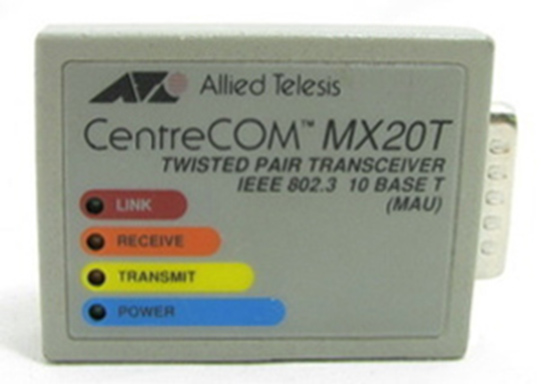 Allied Telesis
CentreCOM™ MX20T
TWISTED PAIR TRANSCEIVER
IEEE 802.3 10 BASE T
(MAU)
LINK
RECEIVE
TRANSMIT
POWER